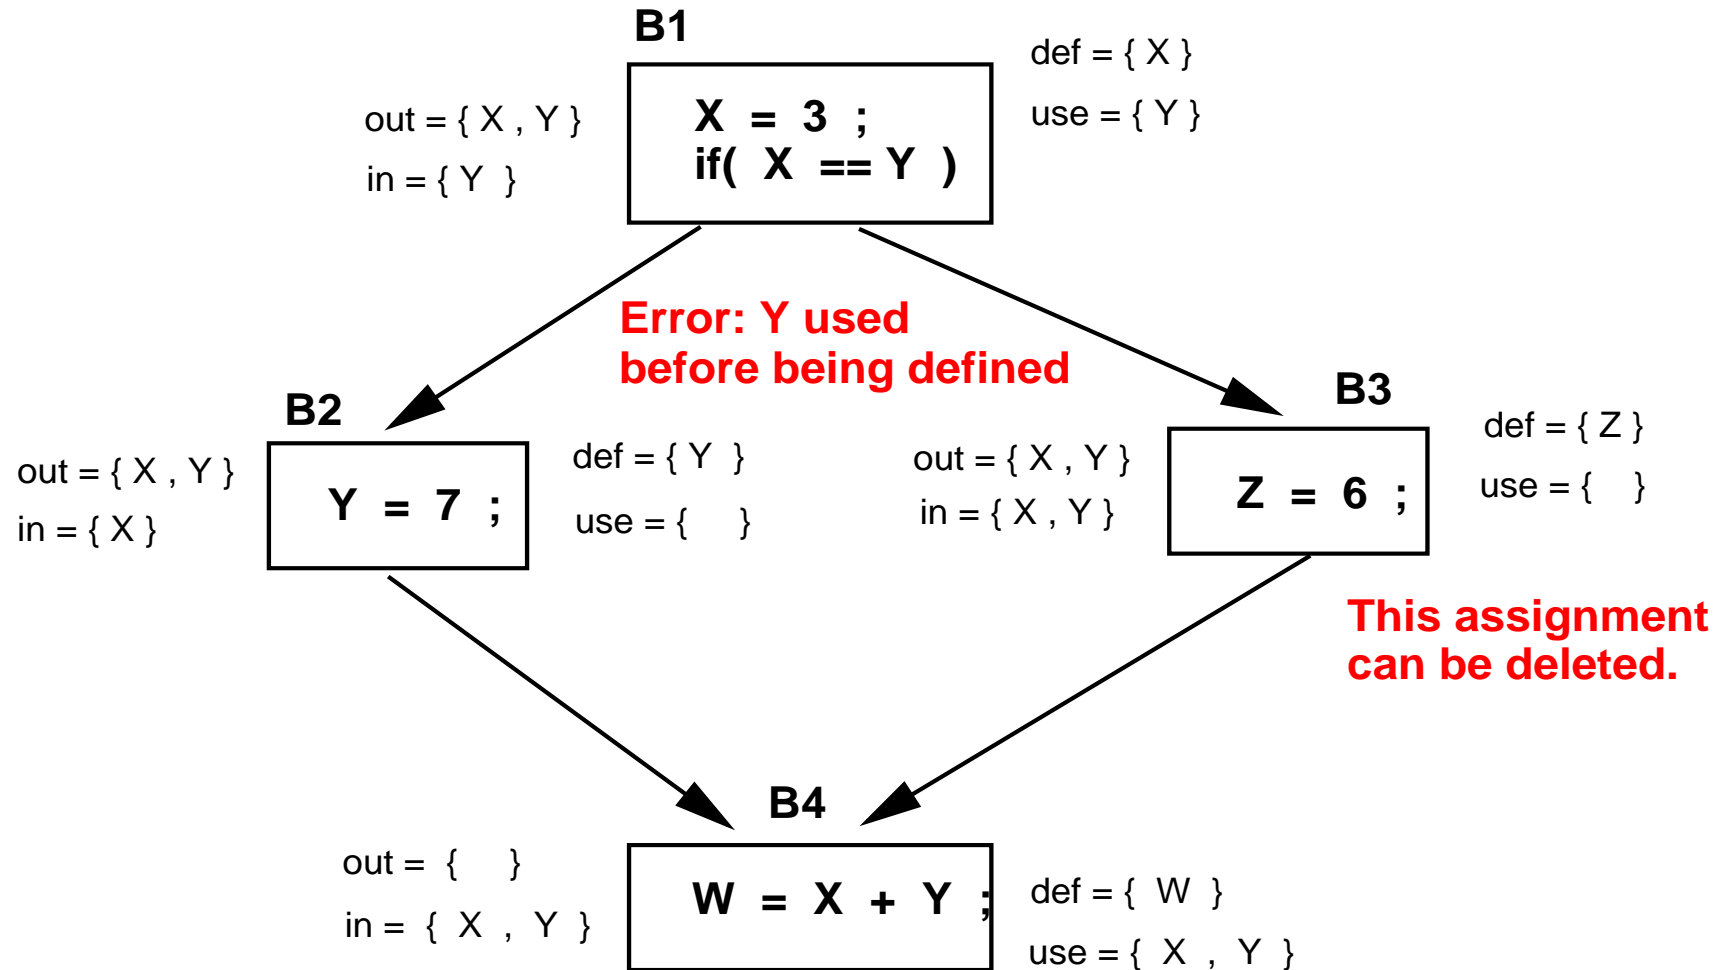 B1
def = { X }
out = { X , Y }
X = 3 ;
use = { Y }
in = { Y }
if( X == Y )
Error: Y used
before being defined
B2
B3
out = { X , Y }
def = { Y }
out = { X , Y }
def = { Z }
in = { X }
Y = 7 ;
use = { }
in = { X , Y }
Z = 6 ;
use = { }
This assignment
can be deleted.
B4
out = { }
W = X + Y ;
def = { W }
in = { X , Y }
use = { X , Y }